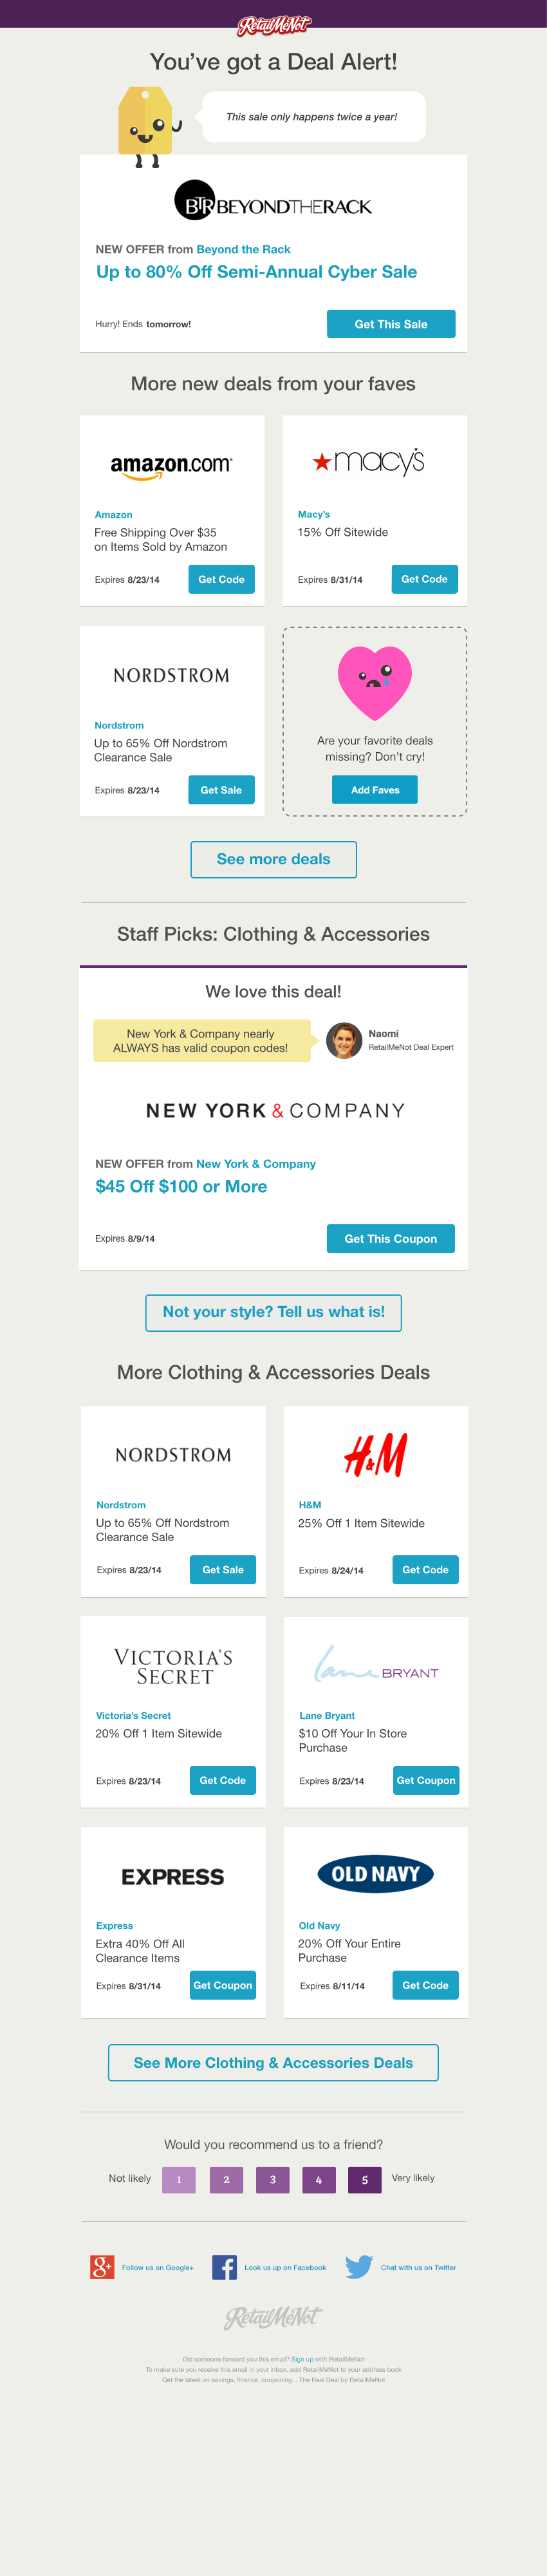 RetailMeNot
You've got a Deal Alert!
This sale only happens twice a year!
BTR BEYONDTHERACK
NEW OFFER from Beyond the Rack
Up to 80% Off Semi-Annual Cyber Sale
Hurry! Ends tomorrow!
Get This Sale
More new deals from your faves
amazon.com
Amazon
Free Shipping Over $35
on Items Sold by Amazon
Expires 8/23/14
Get Code
macy's
Macy's
15% Off Sitewide
Expires 8/31/14
Get Code
NORDSTROM
Nordstrom
Up to 65% Off Nordstrom
Clearance Sale
Expires 8/23/14
Get Sale
Are your favorite deals
missing? Don't cry!
Add Faves
See more deals
Staff Picks: Clothing & Accessories
We love this deal!
New York & Company nearly
ALWAYS has valid coupon codes!
Naomi
RetailMeNot Deal Expert
NEW YORK & COMPANY
NEW OFFER from New York & Company
$45 Off $100 or More
Expires 8/9/14
Get This Coupon
Not your style? Tell us what is!
More Clothing & Accessories Deals
NORDSTROM
Nordstrom
Up to 65% Off Nordstrom
Clearance Sale
Expires 8/23/14
Get Sale
H&M
H&M
25% Off 1 Item Sitewide
Expires 8/24/14
Get Code
VICTORIA'S
SECRET
Victoria's Secret
20% Off 1 Item Sitewide
Expires 8/23/14
Get Code
lane BRYANT
Lane Bryant
$10 Off Your In Store
Purchase
Expires 8/23/14
Get Coupon
EXPRESS
Express
Extra 40% Off All
Clearance Items
Expires 8/31/14
Get Coupon
OLD NAVY
Old Navy
20% Off Your Entire
Purchase
Expires 8/11/14
Get Code
See More Clothing & Accessories Deals
Would you recommend us to a friend?
Not likely 1 2 3 4 5 Very likely
g+ Follow us on Google+
f Look us up on Facebook
Chat with us on Twitter
RetailMeNot
Did someone forward you this email? Sign up with RetailMeNot
To make sure you receive this email in your inbox, add RetailMeNot to your address book
Get the latest on savings, finance, couponing... The Real Deal by RetailMeNot